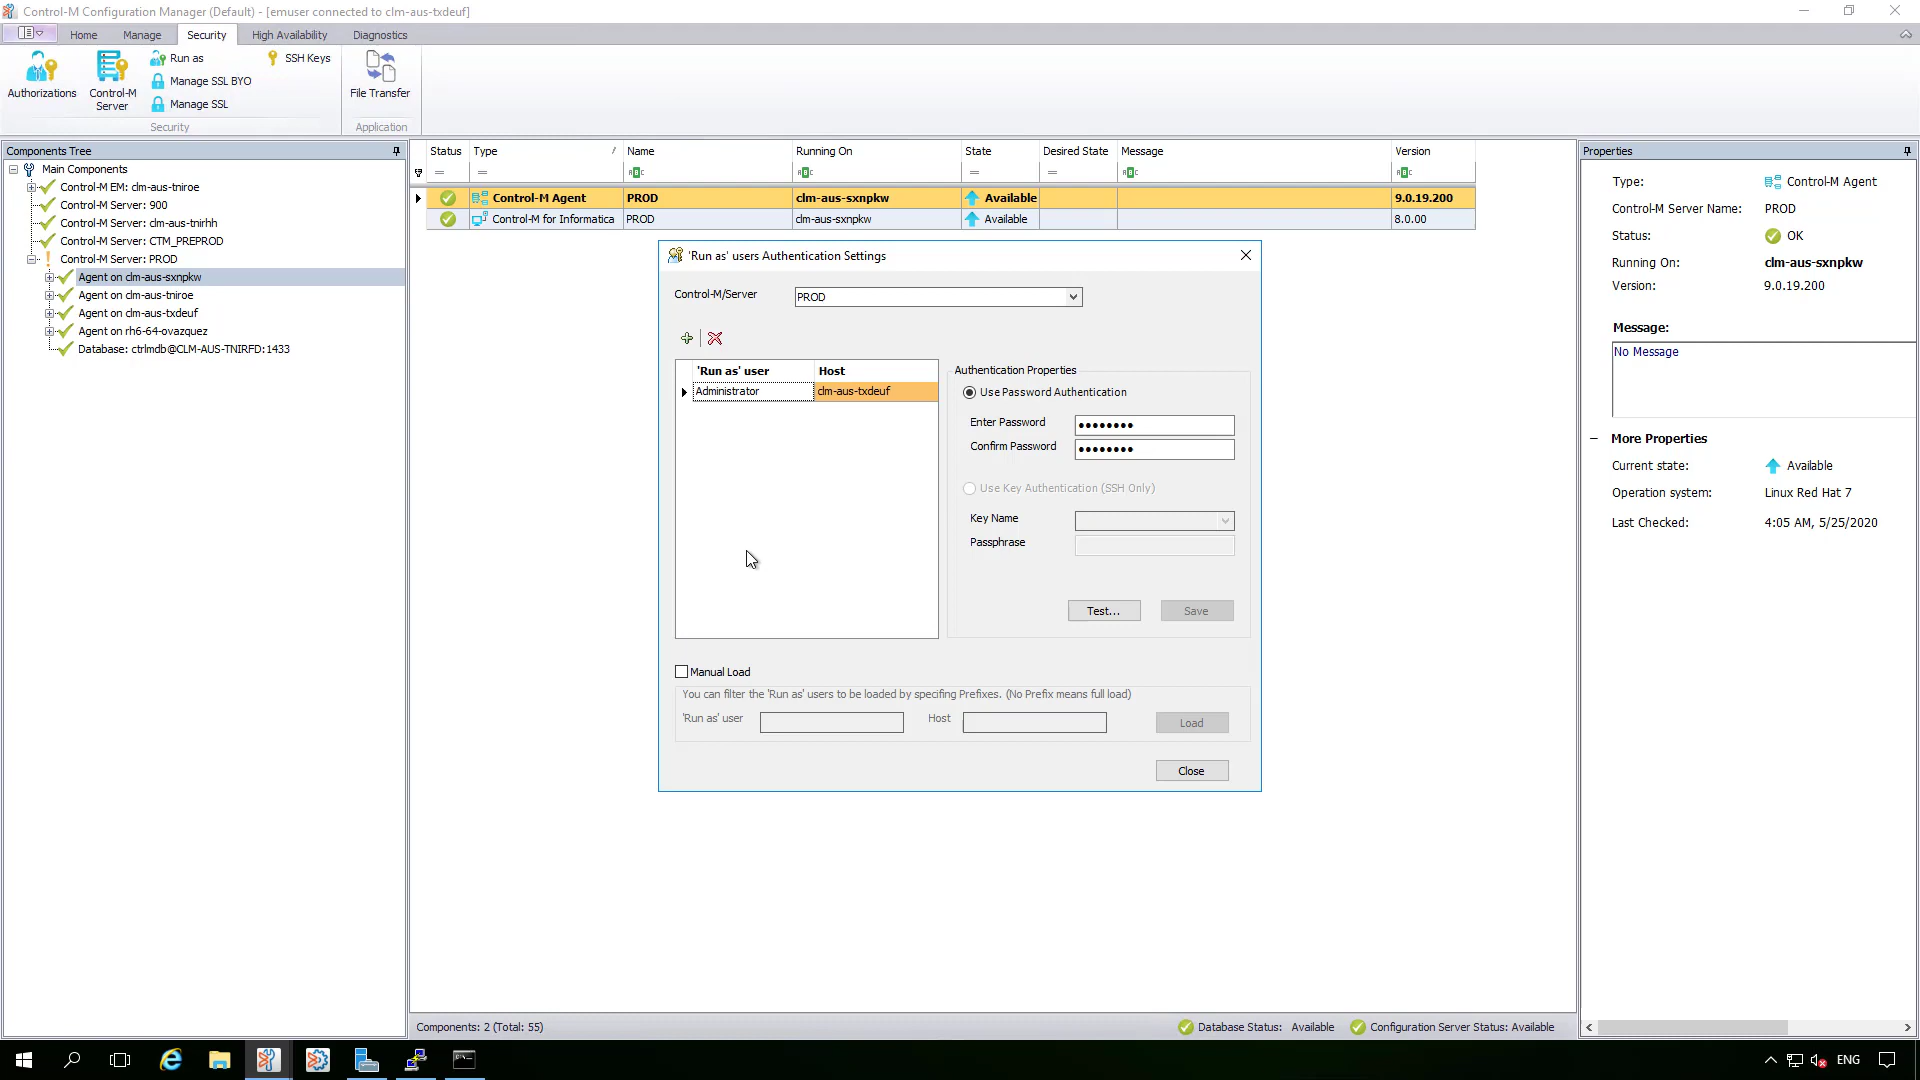 Control-M Configuration Manager (Default) - [emuser connected to clm-aus-txdeuf]
Home Manage Security High Availability Diagnostics
Authorizations
Control-M Server
Run as
Manage SSL BYO
Manage SSL
SSH Keys
Security
File Transfer
Application
Components Tree
Main Components
Control-M EM: clm-aus-tniroe
Control-M Server: 900
Control-M Server: clm-aus-tnirhh
Control-M Server: CTM_PREPROD
Control-M Server: PROD
Agent on clm-aus-sxnpkw
Agent on clm-aus-tniroe
Agent on clm-aus-txdeuf
Agent on rh6-64-ovazquez
Database: ctrlmdb@CLM-AUS-TNIRFD:1433
Status Type / Name Running On State Desired State Message Version
Control-M Agent PROD clm-aus-sxnpkw Available 9.0.19.200
Control-M for Informatica PROD clm-aus-sxnpkw Available 8.0.00
'Run as' users Authentication Settings
Control-M/Server PROD
'Run as' user Host
Administrator clm-aus-txdeuf
Authentication Properties
Use Password Authentication
Enter Password ••••••••
Confirm Password ••••••••
Use Key Authentication (SSH Only)
Key Name
Passphrase
Test... Save
Manual Load
You can filter the 'Run as' users to be loaded by specifing Prefixes. (No Prefix means full load)
'Run as' user Host Load
Close
Properties
Type: Control-M Agent
Control-M Server Name: PROD
Status: OK
Running On: clm-aus-sxnpkw
Version: 9.0.19.200
Message:
No Message
More Properties
Current state: Available
Operation system: Linux Red Hat 7
Last Checked: 4:05 AM, 5/25/2020
Components: 2 (Total: 55) Database Status: Available Configuration Server Status: Available
ENG